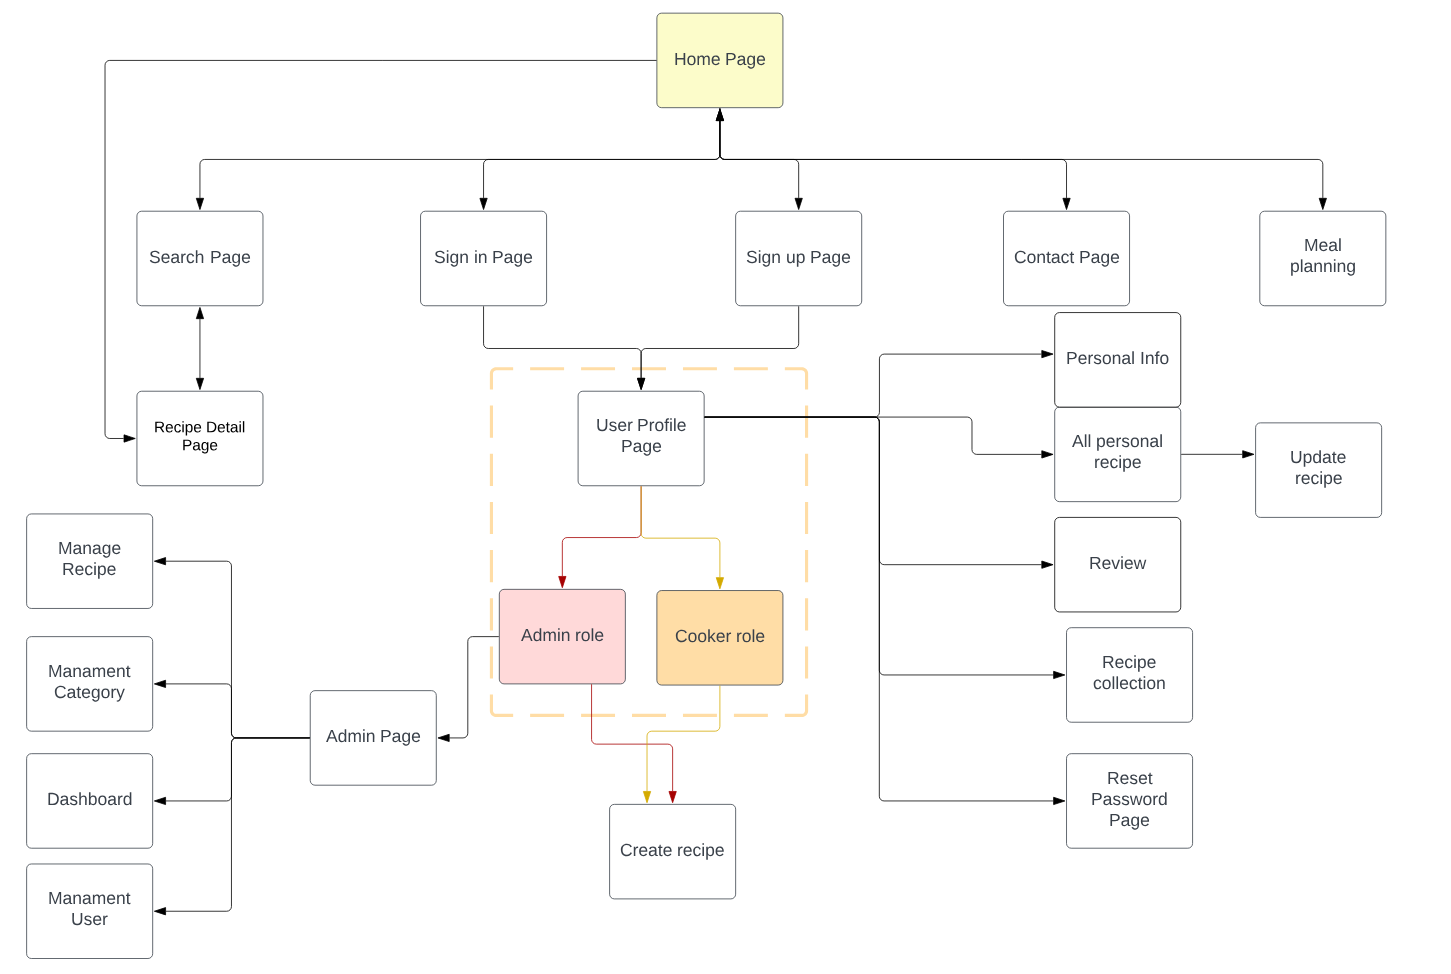 Home Page
Search Page
Sign in Page
Sign up Page
Contact Page
Meal
planning
Personal Info
Recipe Detail
Page
User Profile
Page
All personal
recipe
Update
recipe
Manage
Recipe
Review
Admin role
Cooker role
Recipe
collection
Manament
Category
Admin Page
Dashboard
Reset
Password
Page
Create recipe
Manament
User